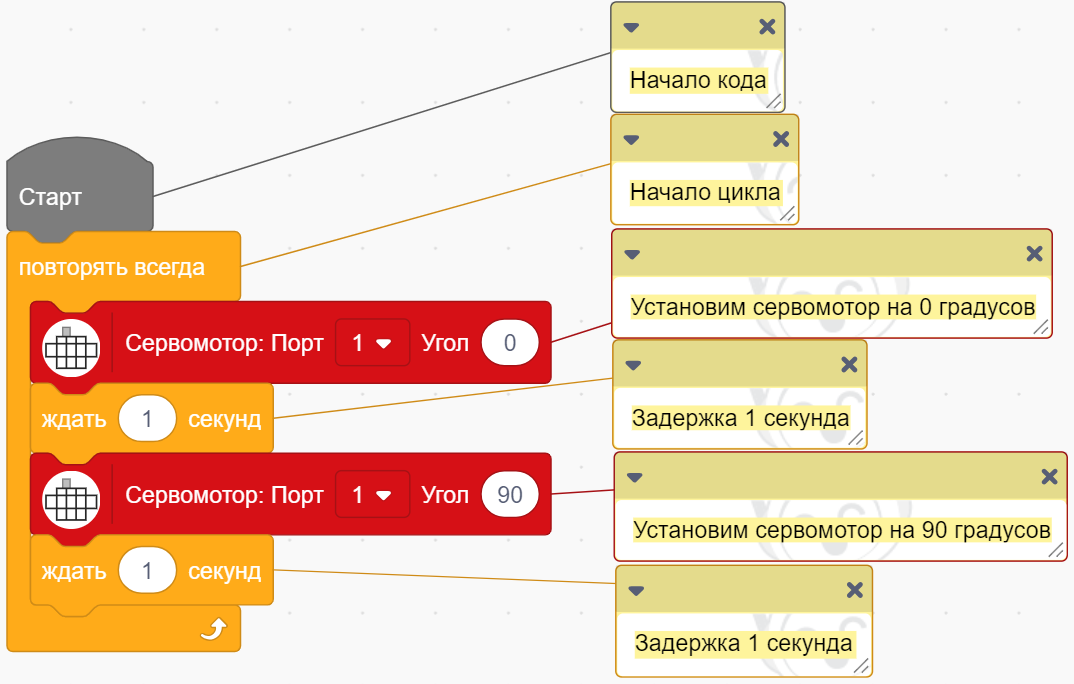 Начало кода
Начало цикла
Старт
повторять всегда
Установим сервомотор на 0 градусов
Сервомотор: Порт 1 Угол 0
Задержка 1 секунда
ждать 1 секунд
Сервомотор: Порт 1 Угол 90
Установим сервомотор на 90 градусов
ждать 1 секунд
Задержка 1 секунда